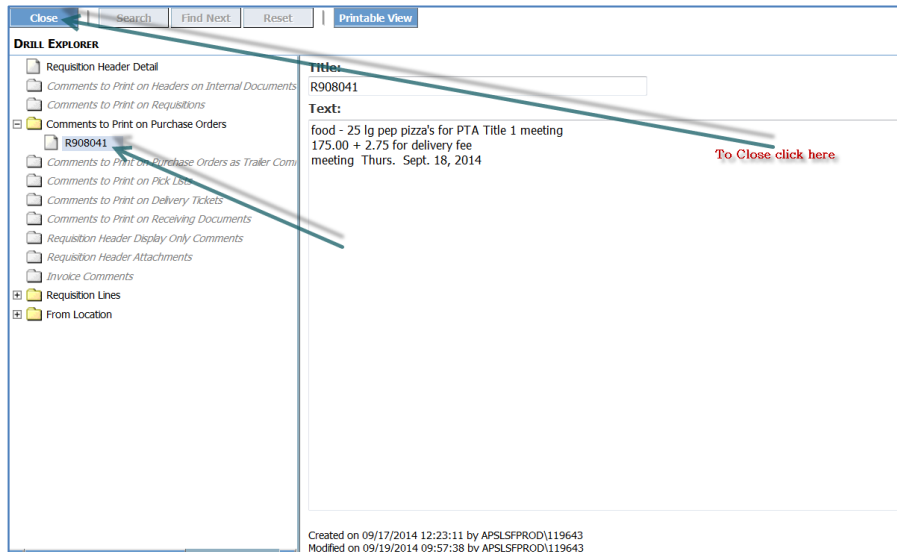 Close | Search Find Next Reset | Printable View
DRILL EXPLORER
Requisition Header Detail
Comments to Print on Headers on Internal Documents
Comments to Print on Requisitions
Comments to Print on Purchase Orders
R908041
Comments to Print on Purchase Orders as Trailer Com
Comments to Print on Pick Lists
Comments to Print on Delivery Tickets
Comments to Print on Receiving Documents
Requisition Header Display Only Comments
Requisition Header Attachments
Invoice Comments
Requisition Lines
From Location
Title:
R908041
Text:
food - 25 lg pep pizza's for PTA Title 1 meeting
175.00 + 2.75 for delivery fee
meeting Thurs. Sept. 18, 2014
To Close click here
Created on 09/17/2014 12:23:11 by APSLSFPROD\119643
Modified on 09/19/2014 09:57:38 by APSLSFPROD\119643